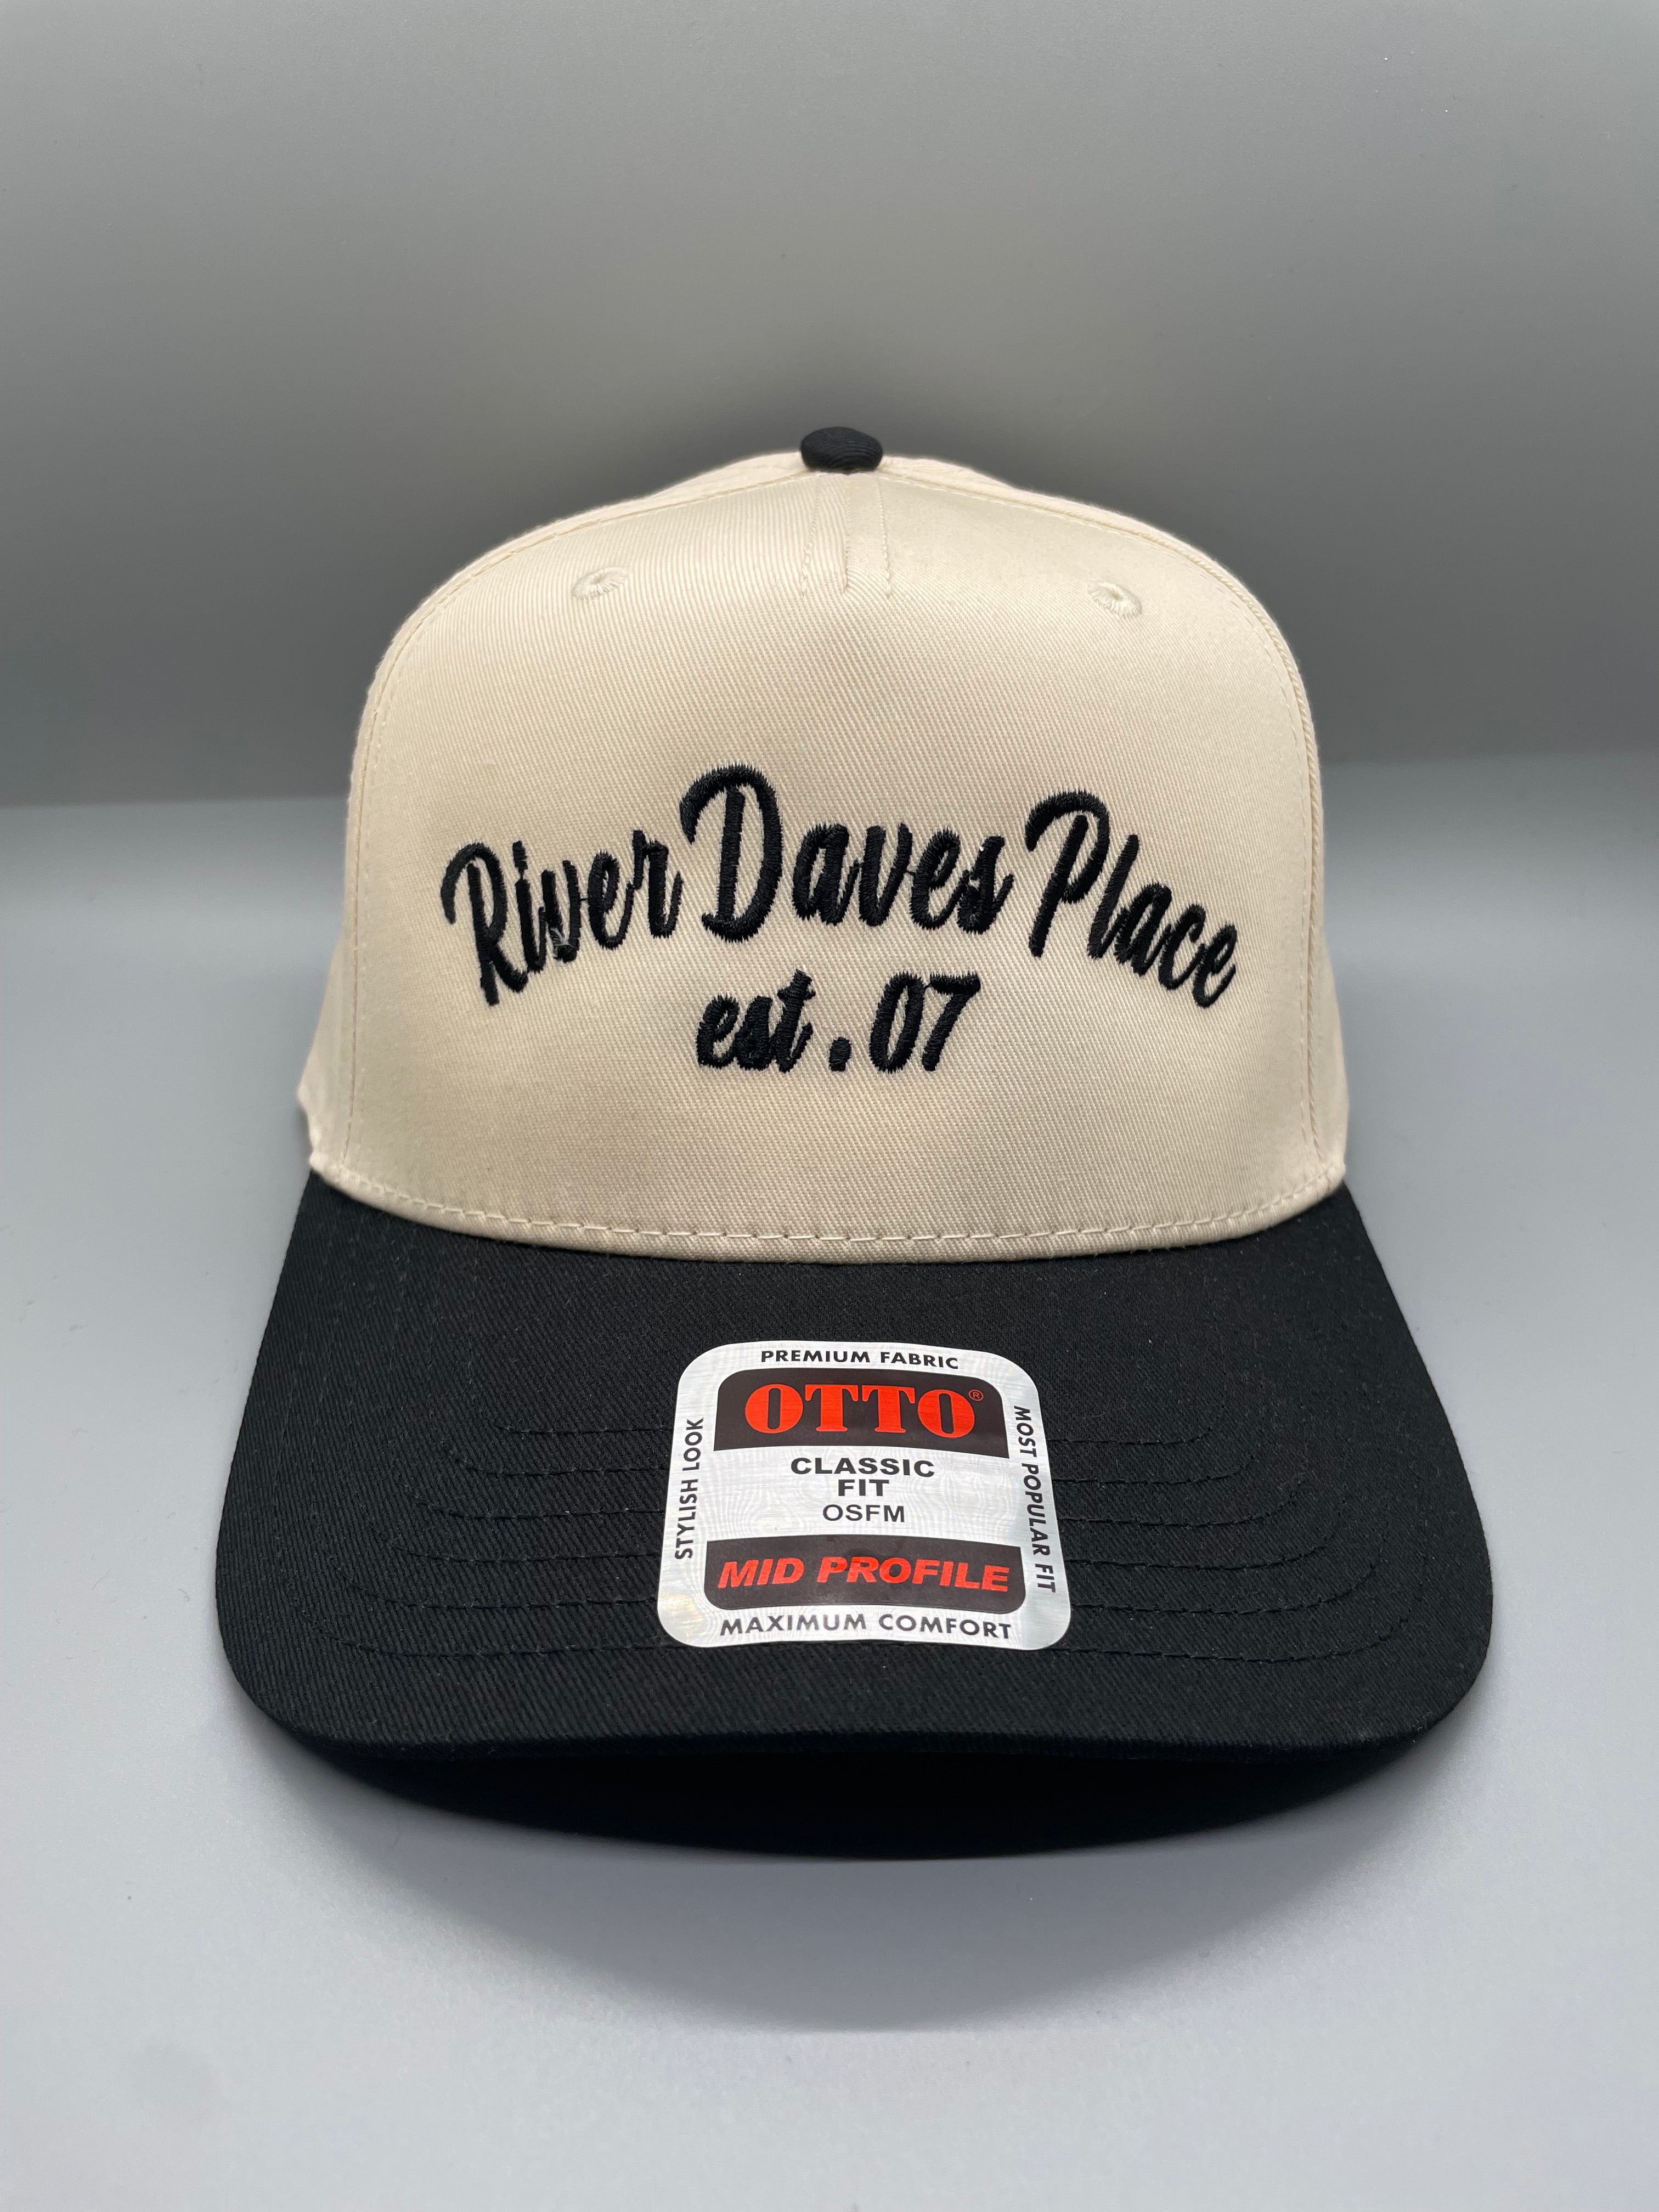 River Daves Place
est. 07
PREMIUM FABRIC
OTTO®
CLASSIC
FIT
OSFM
MID PROFILE
MAXIMUM COMFORT
STYLISH LOOK
MOST POPULAR FIT